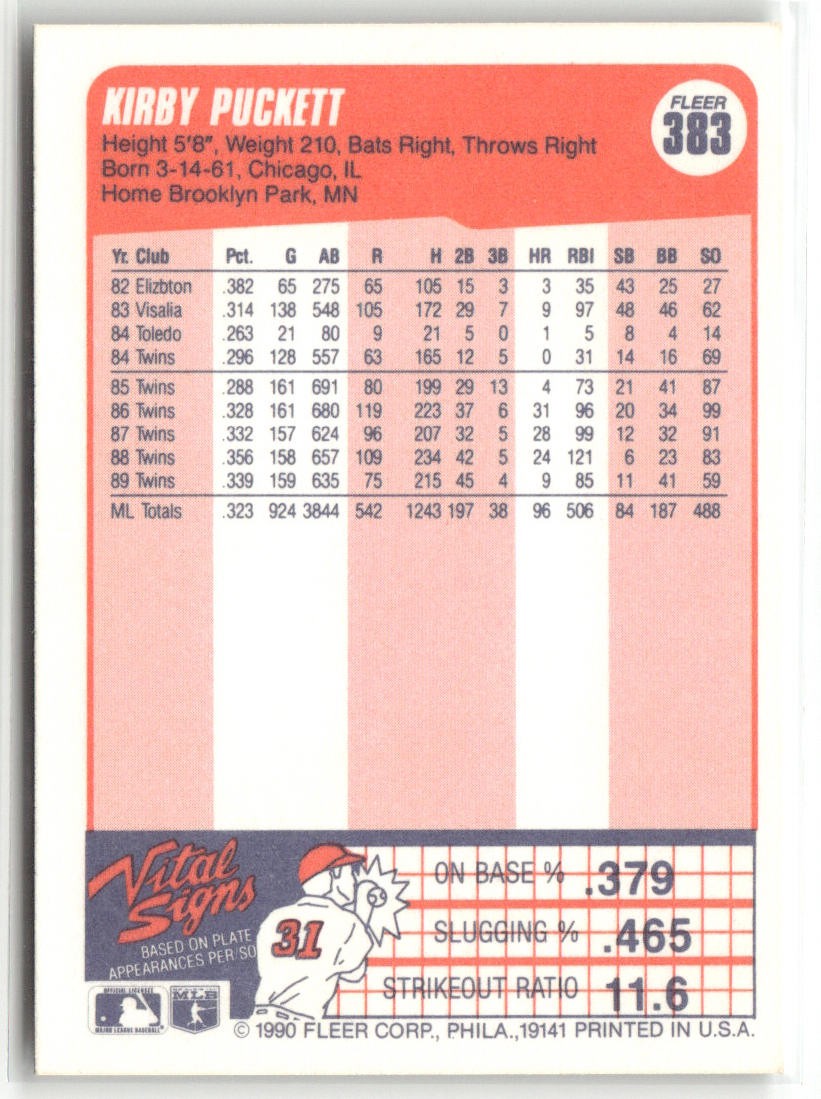 KIRBY PUCKETT
FLEER
383
Height 5'8", Weight 210, Bats Right, Throws Right
Born 3-14-61, Chicago, IL
Home Brooklyn Park, MN
Yr. Club Pct. G AB R H 2B 3B HR RBI SB BB SO
82 Elizbton .382 65 275 65 105 15 3 3 35 43 25 27
83 Visalia .314 138 548 105 172 29 7 9 97 48 46 62
84 Toledo .263 21 80 9 21 5 0 1 5 8 4 14
84 Twins .296 128 557 63 165 12 5 0 31 14 16 69
85 Twins .288 161 691 80 199 29 13 4 73 21 41 87
86 Twins .328 161 680 119 223 37 6 31 96 20 34 99
87 Twins .332 157 624 96 207 32 5 28 99 12 32 91
88 Twins .356 158 657 109 234 42 5 24 121 6 23 83
89 Twins .339 159 635 75 215 45 4 9 85 11 41 59
ML Totals .323 924 3844 542 1243 197 38 96 506 84 187 488
Vital
Signs
BASED ON PLATE
APPEARANCES PER/SO
31
ON BASE % .379
SLUGGING % .465
STRIKEOUT RATIO 11.6
OFFICIAL LICENSEE
MAJOR LEAGUE BASEBALL
MLB
© 1990 FLEER CORP., PHILA.,19141 PRINTED IN U.S.A.